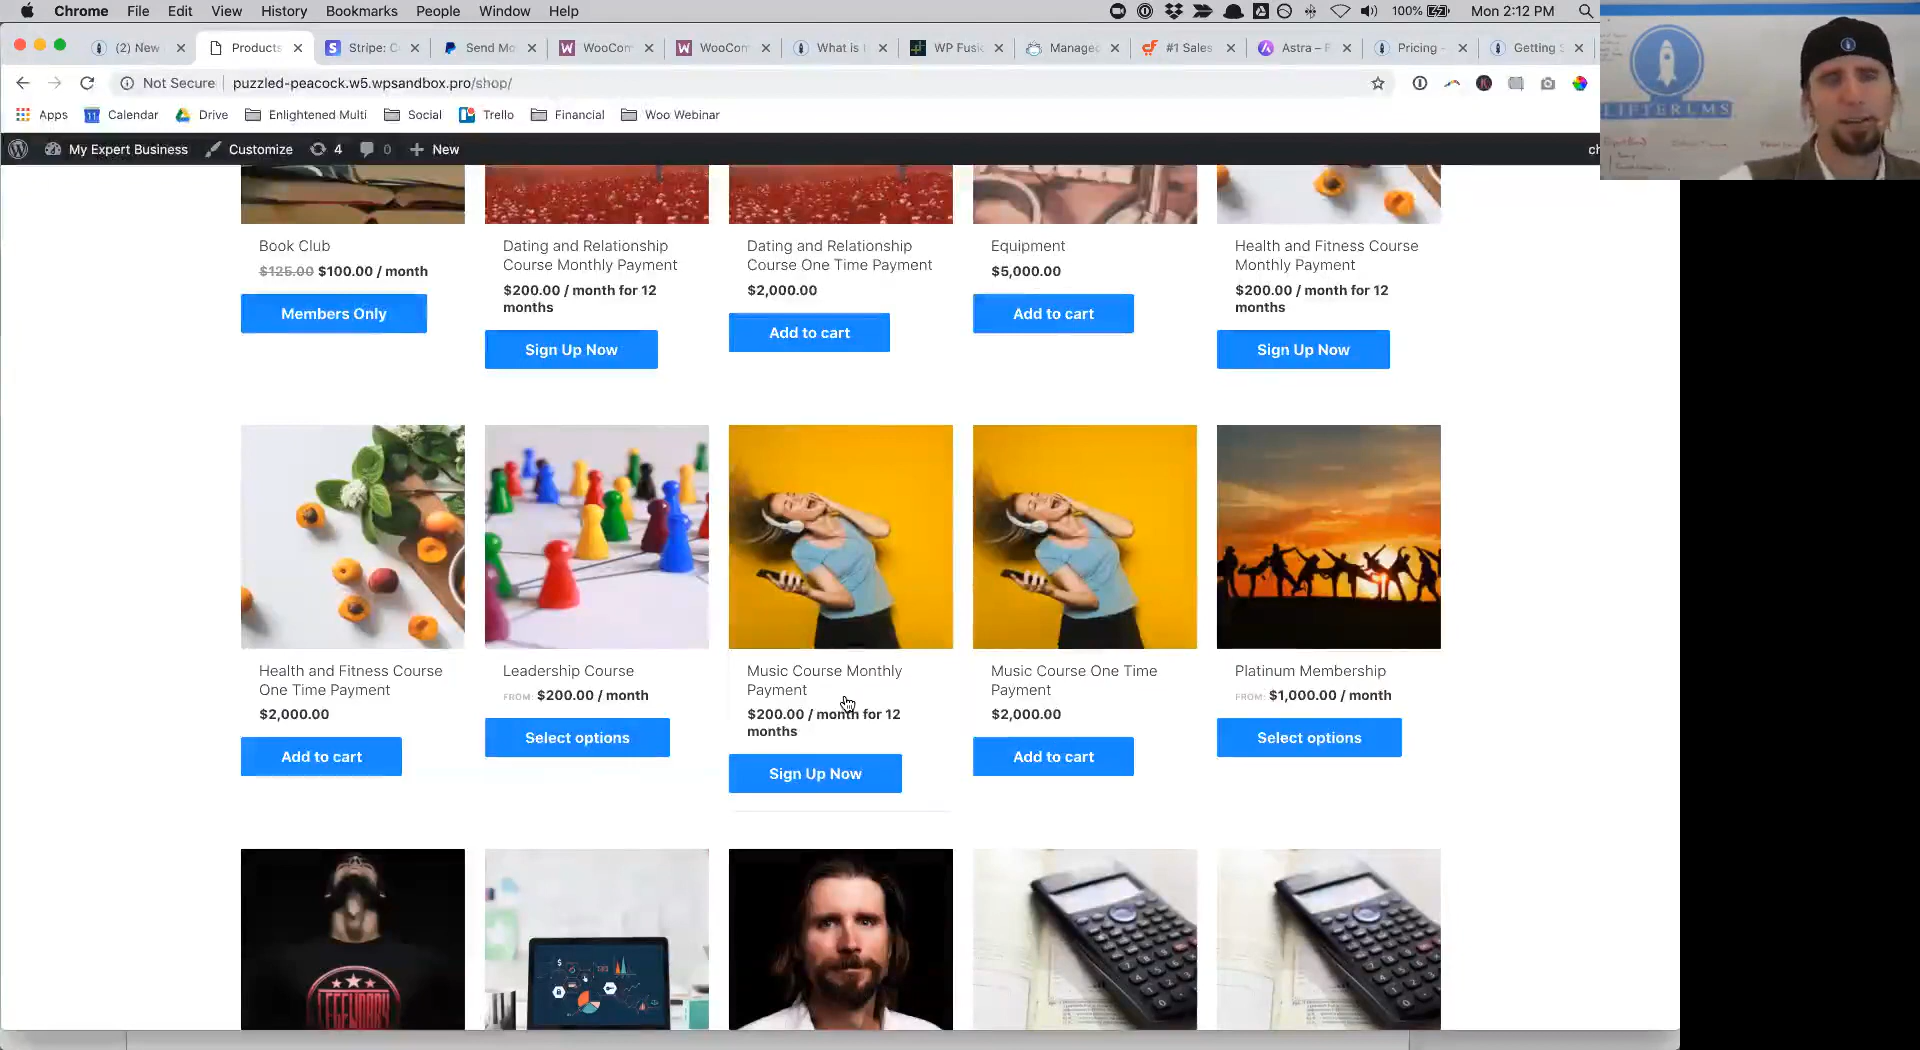 Chrome File Edit View History Bookmarks People Window Help 100% Mon 2:12 PM
(2) New Products Stripe: C Send Mo WooCom WooCom What is WP Fusi Manage #1 Sales Astra – F Pricing - Getting
Not Secure puzzled-peacock.w5.wpsandbox.pro/shop/
Apps Calendar Drive Enlightened Multi Social Trello Financial Woo Webinar
My Expert Business Customize 4 0 New ch
LIFTERLMS
Book Club
$125.00 $100.00 / month
Members Only
Dating and Relationship
Course Monthly Payment
$200.00 / month for 12
months
Sign Up Now
Dating and Relationship
Course One Time Payment
$2,000.00
Add to cart
Equipment
$5,000.00
Add to cart
Health and Fitness Course
Monthly Payment
$200.00 / month for 12
months
Sign Up Now
Health and Fitness Course
One Time Payment
$2,000.00
Add to cart
Leadership Course
FROM: $200.00 / month
Select options
Music Course Monthly
Payment
$200.00 / month for 12
months
Sign Up Now
Music Course One Time
Payment
$2,000.00
Add to cart
Platinum Membership
FROM: $1,000.00 / month
Select options